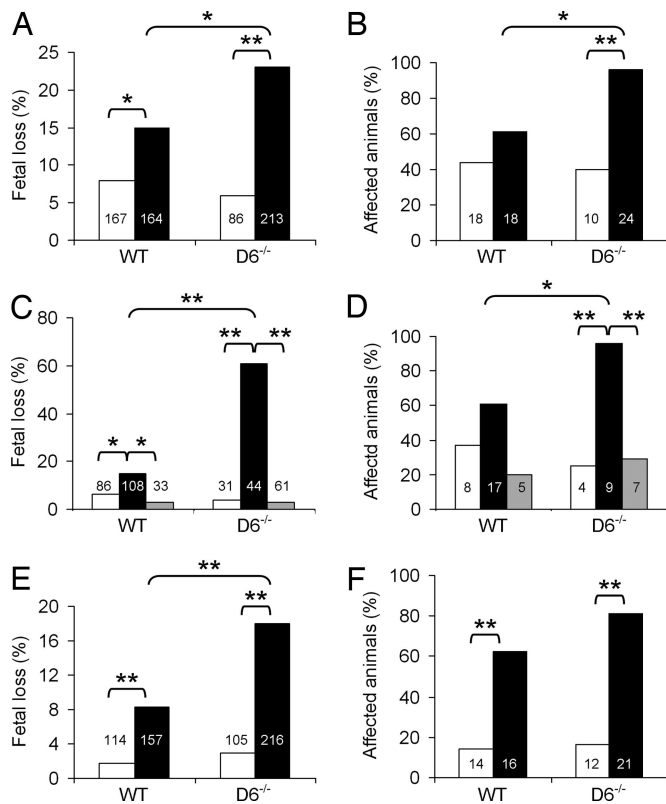 A
Fetal loss (%)
25
20
15
10
5
0
*
*
**
167 164 86 213
WT D6-/-
B
Affected animals (%)
100
80
60
40
20
0
*
**
18 18 10 24
WT D6-/-
C
Fetal loss (%)
80
60
40
20
0
**
** **
* *
86 108 33 31 44 61
WT D6-/-
D
Affectd animals (%)
100
80
60
40
20
0
*
** **
8 17 5 4 9 7
WT D6-/-
E
Fetal loss (%)
20
16
12
8
4
0
**
**
**
114 157 105 216
WT D6-/-
F
Affected animals (%)
100
80
60
40
20
0
**
**
14 16 12 21
WT D6-/-